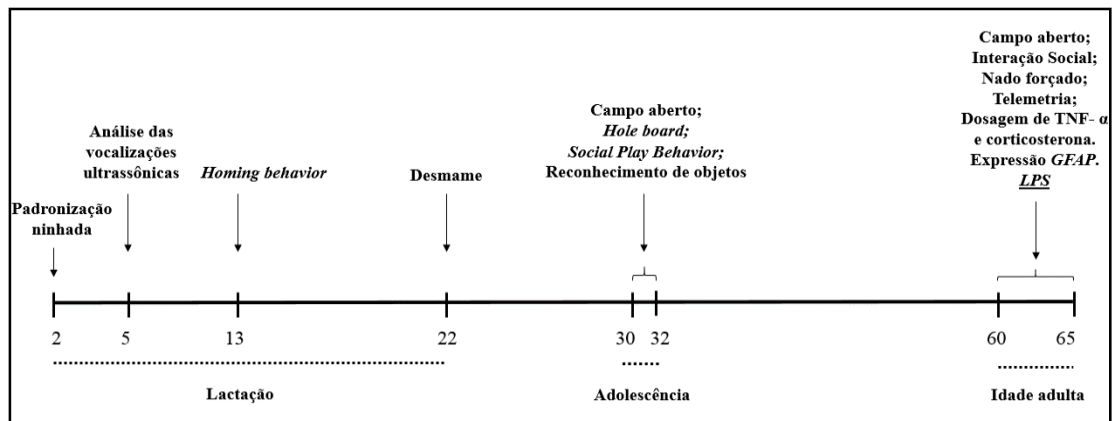 Padronização
ninhada
Análise das
vocalizações
ultrassônicas
Homing behavior
Desmame
Campo aberto;
Hole board;
Social Play Behavior;
Reconhecimento de objetos
Campo aberto;
Interação Social;
Nado forçado;
Telemetria;
Dosagem de TNF- α
e corticosterona.
Expressão GFAP.
LPS
2 5 13 22 30 32 60 65
Lactação Adolescência Idade adulta